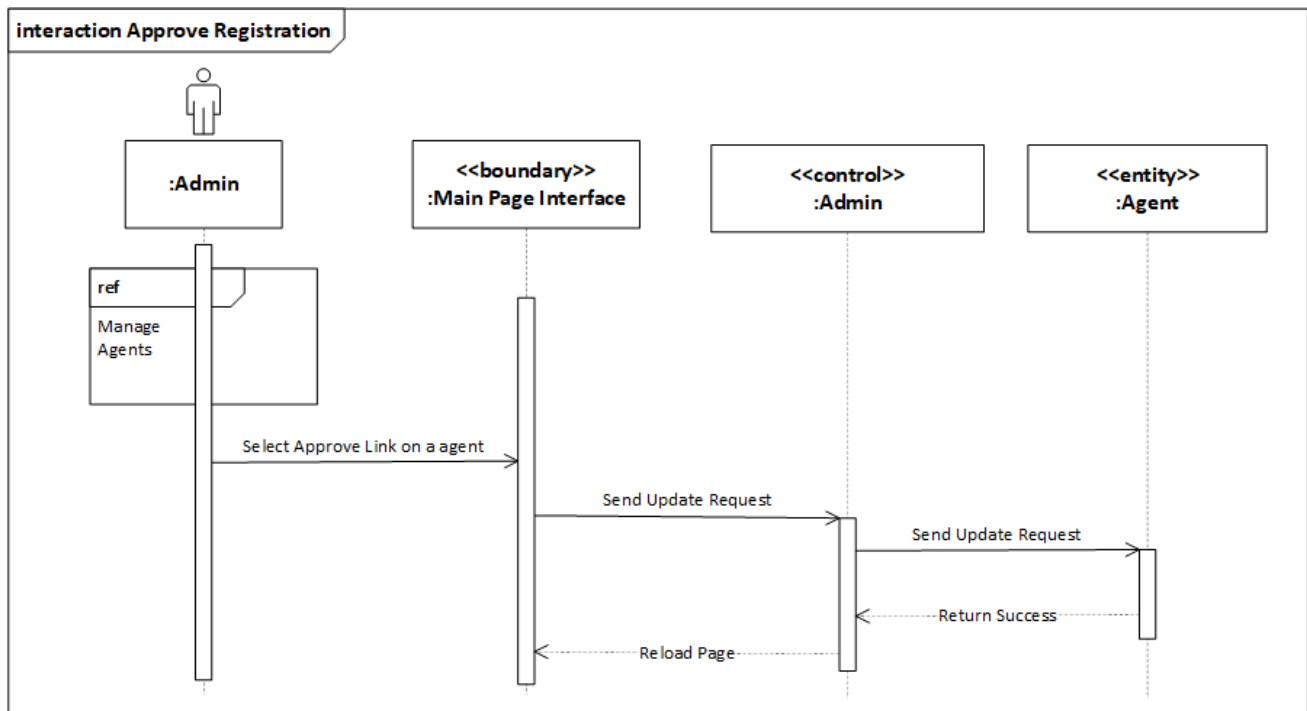 interaction Approve Registration
:Admin
<<boundary>>
:Main Page Interface
<<control>>
:Admin
<<entity>>
:Agent
ref
Manage
Agents
Select Approve Link on a agent
Send Update Request
Send Update Request
Return Success
Reload Page